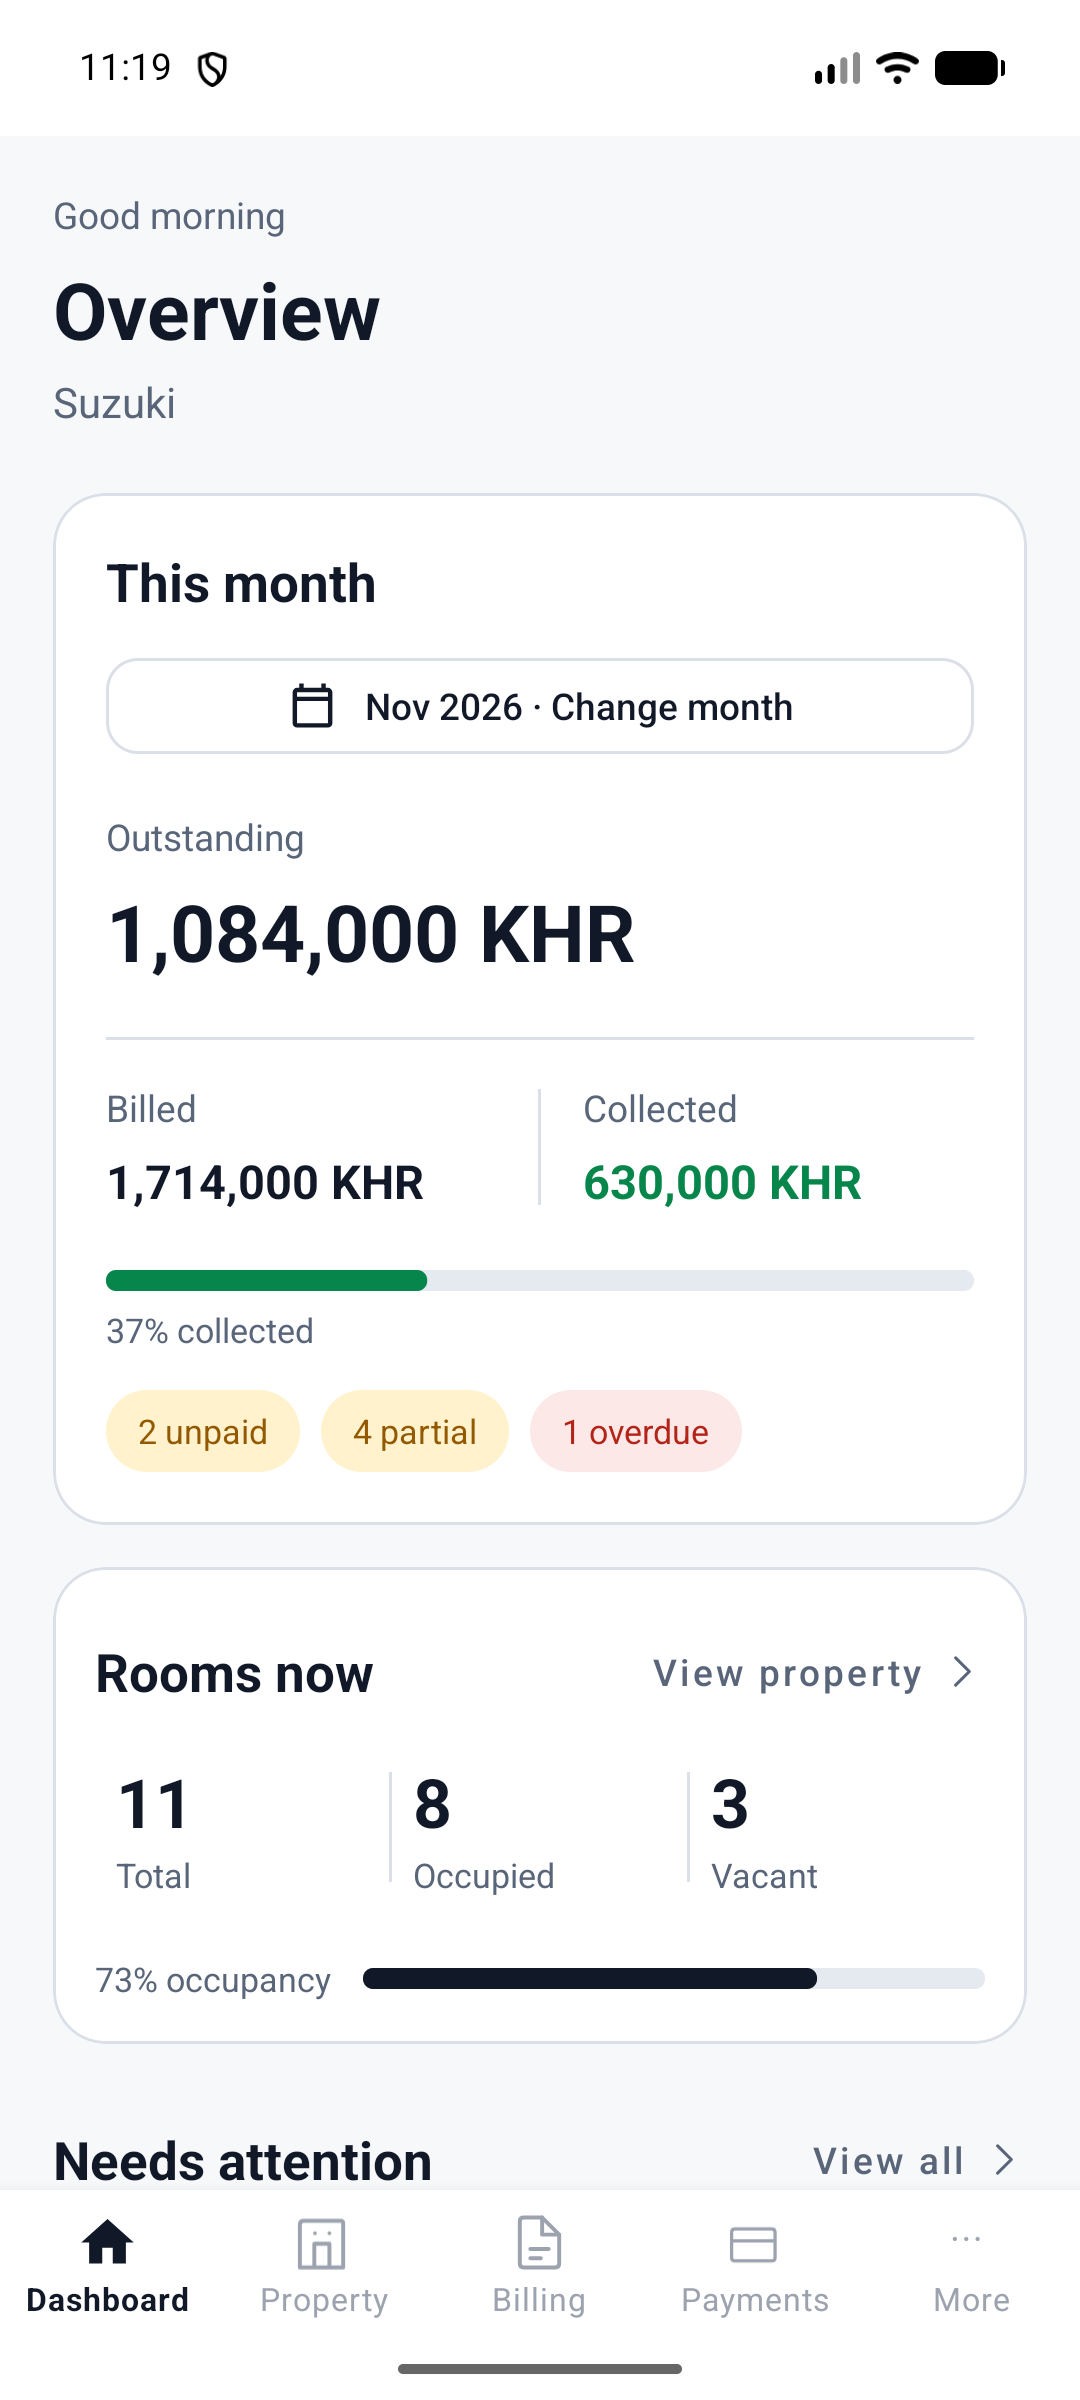 11:19
Good morning
Overview
Suzuki
This month
Nov 2026 · Change month
Outstanding
1,084,000 KHR
Billed
Collected
1,714,000 KHR
630,000 KHR
37% collected
2 unpaid
4 partial
1 overdue
Rooms now
View property
11
8
3
Total
Occupied
Vacant
73% occupancy
Needs attention
View all
Dashboard
Property
Billing
Payments
More